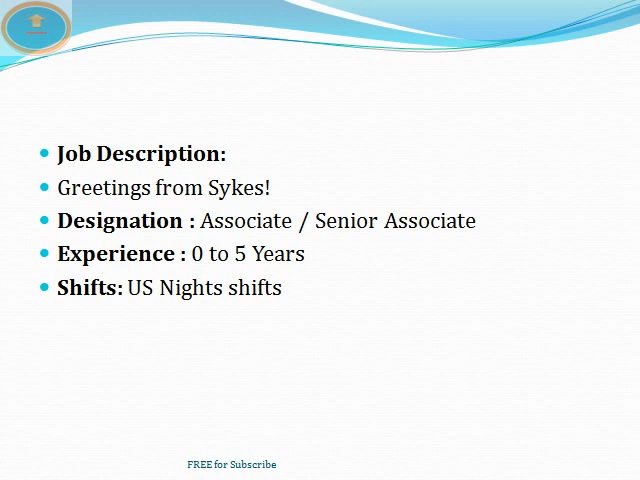 Job Description:
Greetings from Sykes!
Designation : Associate / Senior Associate
Experience : 0 to 5 Years
Shifts: US Nights shifts
FREE for Subscribe